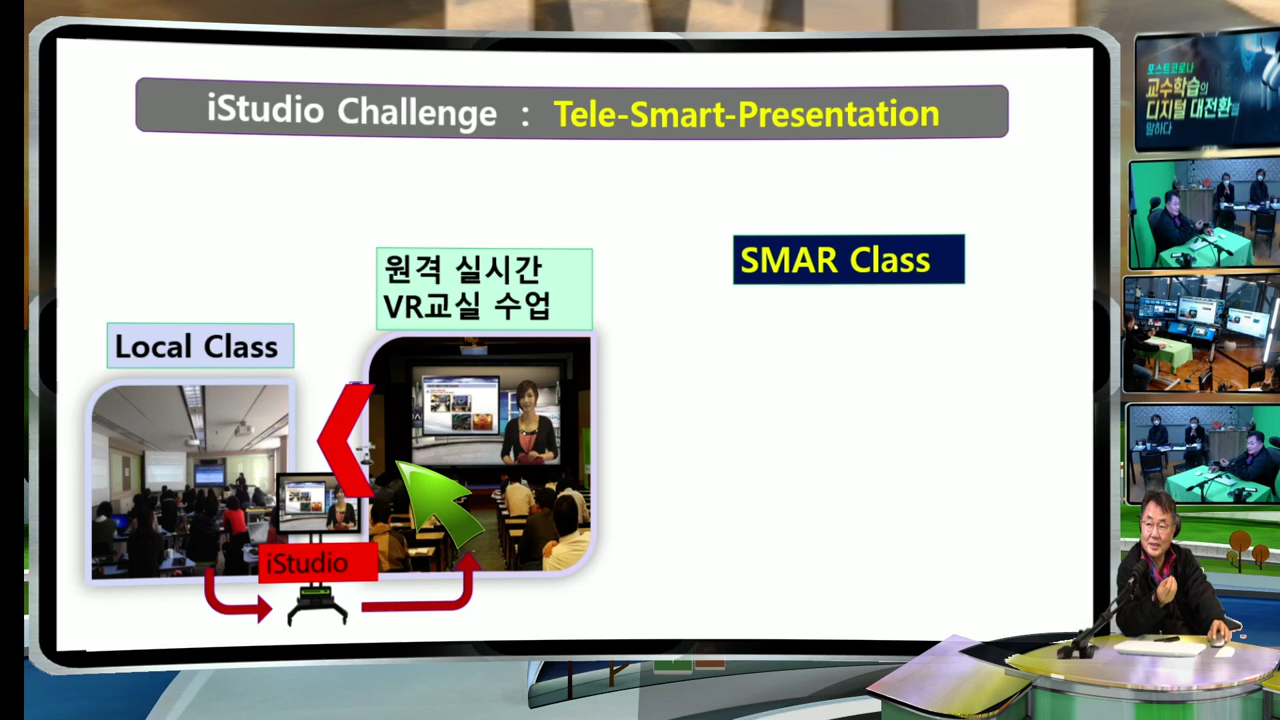 iStudio Challenge : Tele-Smart-Presentation
포스트코로나
교수학습의
디지털 대전환을
말하다
SMAR Class
원격 실시간
VR교실 수업
Local Class
iStudio